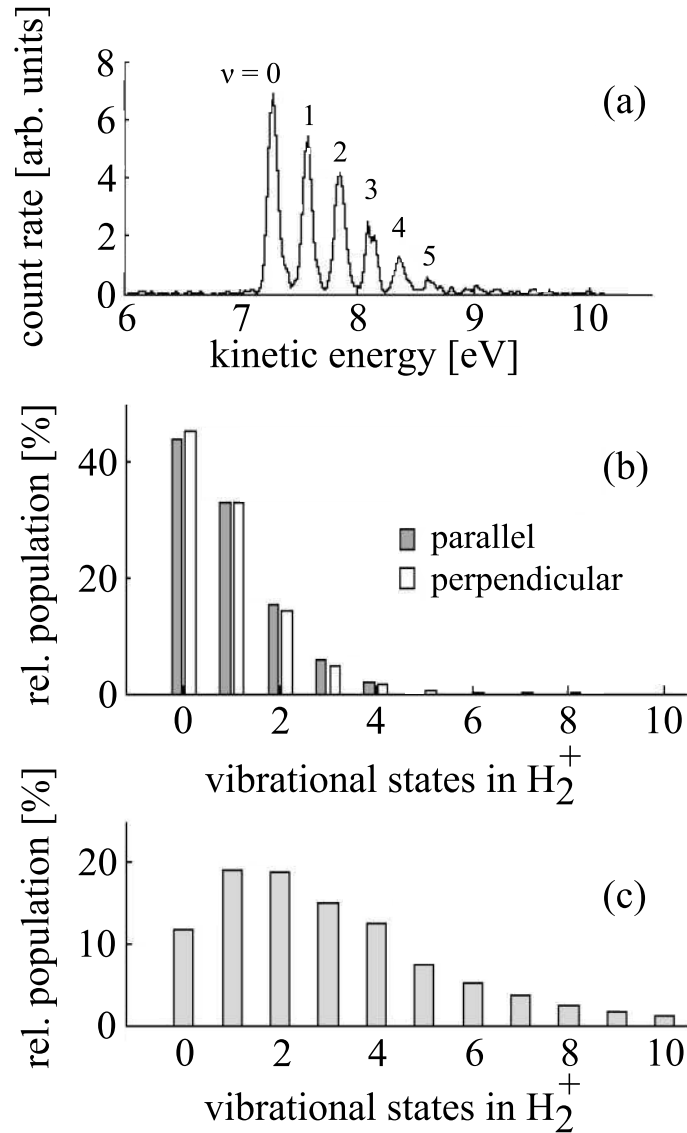 8
ν = 0
(a)
6
1
2
4
3
2
4
5
0
6
7
8
9
10
count rate [arb. units]
kinetic energy [eV]
(b)
40
parallel
20
perpendicular
0
0
2
4
6
8
10
rel. population [%]
vibrational states in H2+
20
(c)
10
0
0
2
4
6
8
10
rel. population [%]
vibrational states in H2+